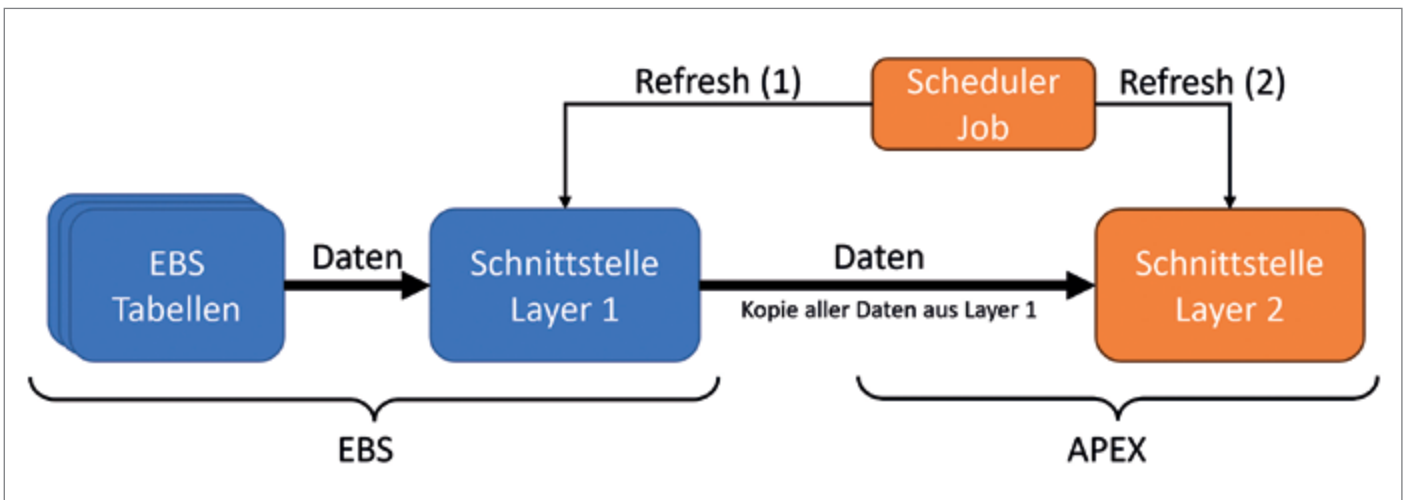 Refresh (1)
Scheduler
Job
Refresh (2)
EBS
Tabellen
Daten
Schnittstelle
Layer 1
Daten
Kopie aller Daten aus Layer 1
Schnittstelle
Layer 2
EBS
APEX